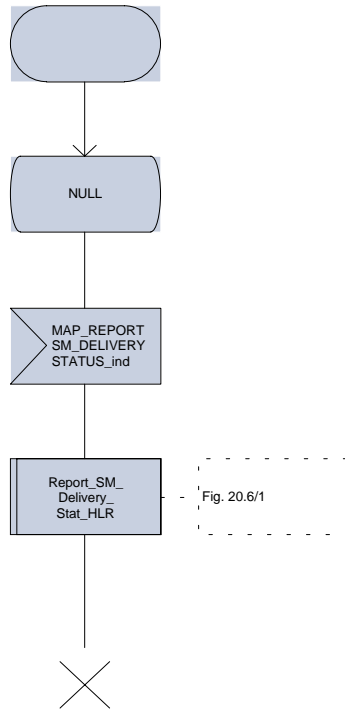 NULL
MAP_REPORT
SM_DELIVERY
STATUS_ind
Report_SM_
Delivery_
Stat_HLR
Fig. 20.6/1